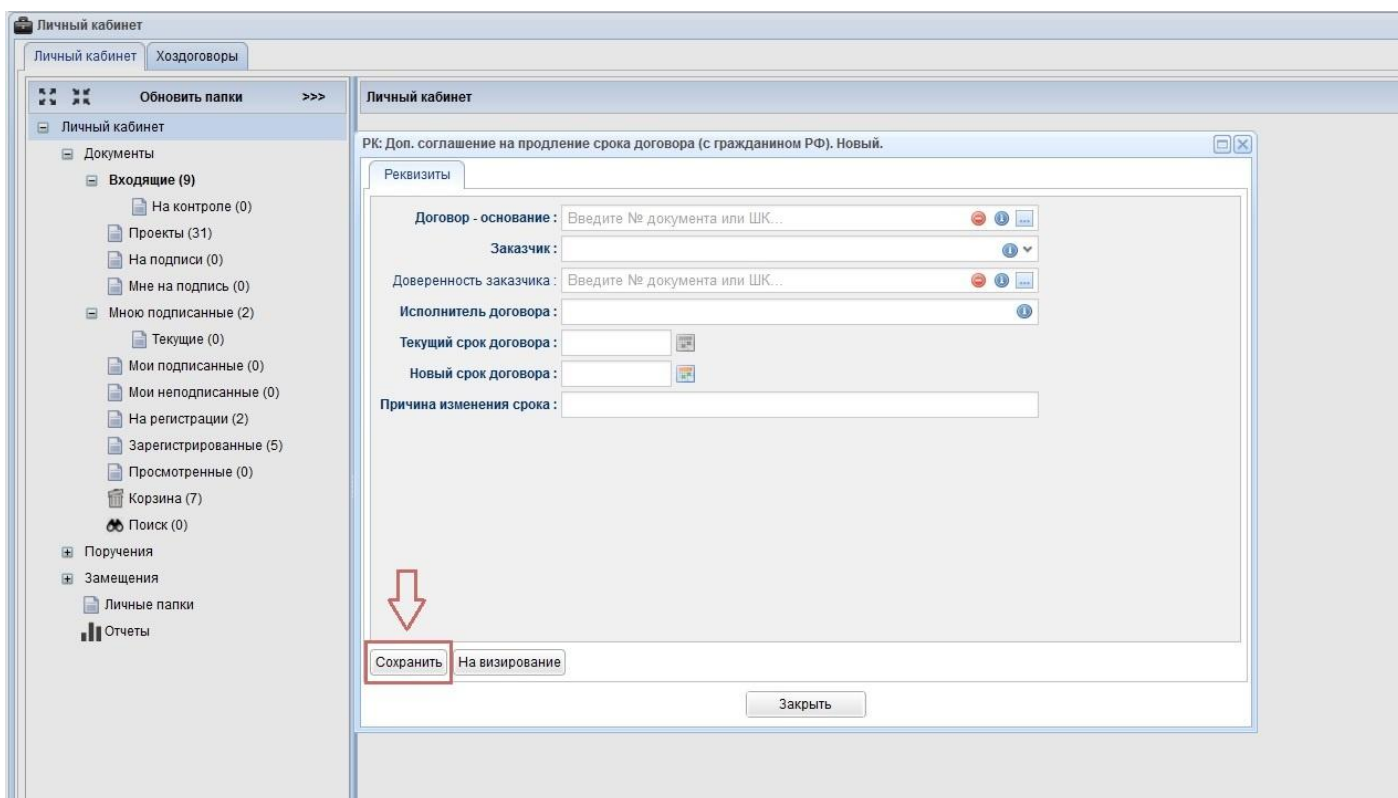 Личный кабинет
Личный кабинет Хоздоговоры
Обновить папки >>>
Личный кабинет
Документы
Входящие (9)
На контроле (0)
Проекты (31)
На подписи (0)
Мне на подпись (0)
Мною подписанные (2)
Текущие (0)
Мои подписанные (0)
Мои неподписанные (0)
На регистрации (2)
Зарегистрированные (5)
Просмотренные (0)
Корзина (7)
Поиск (0)
Поручения
Замещения
Личные папки
Отчеты
Личный кабинет
РК: Доп. соглашение на продление срока договора (с гражданином РФ). Новый.
Реквизиты
Договор - основание : Введите № документа или ШК...
Заказчик :
Доверенность заказчика : Введите № документа или ШК...
Исполнитель договора :
Текущий срок договора :
Новый срок договора :
Причина изменения срока :
Сохранить На визирование
Закрыть